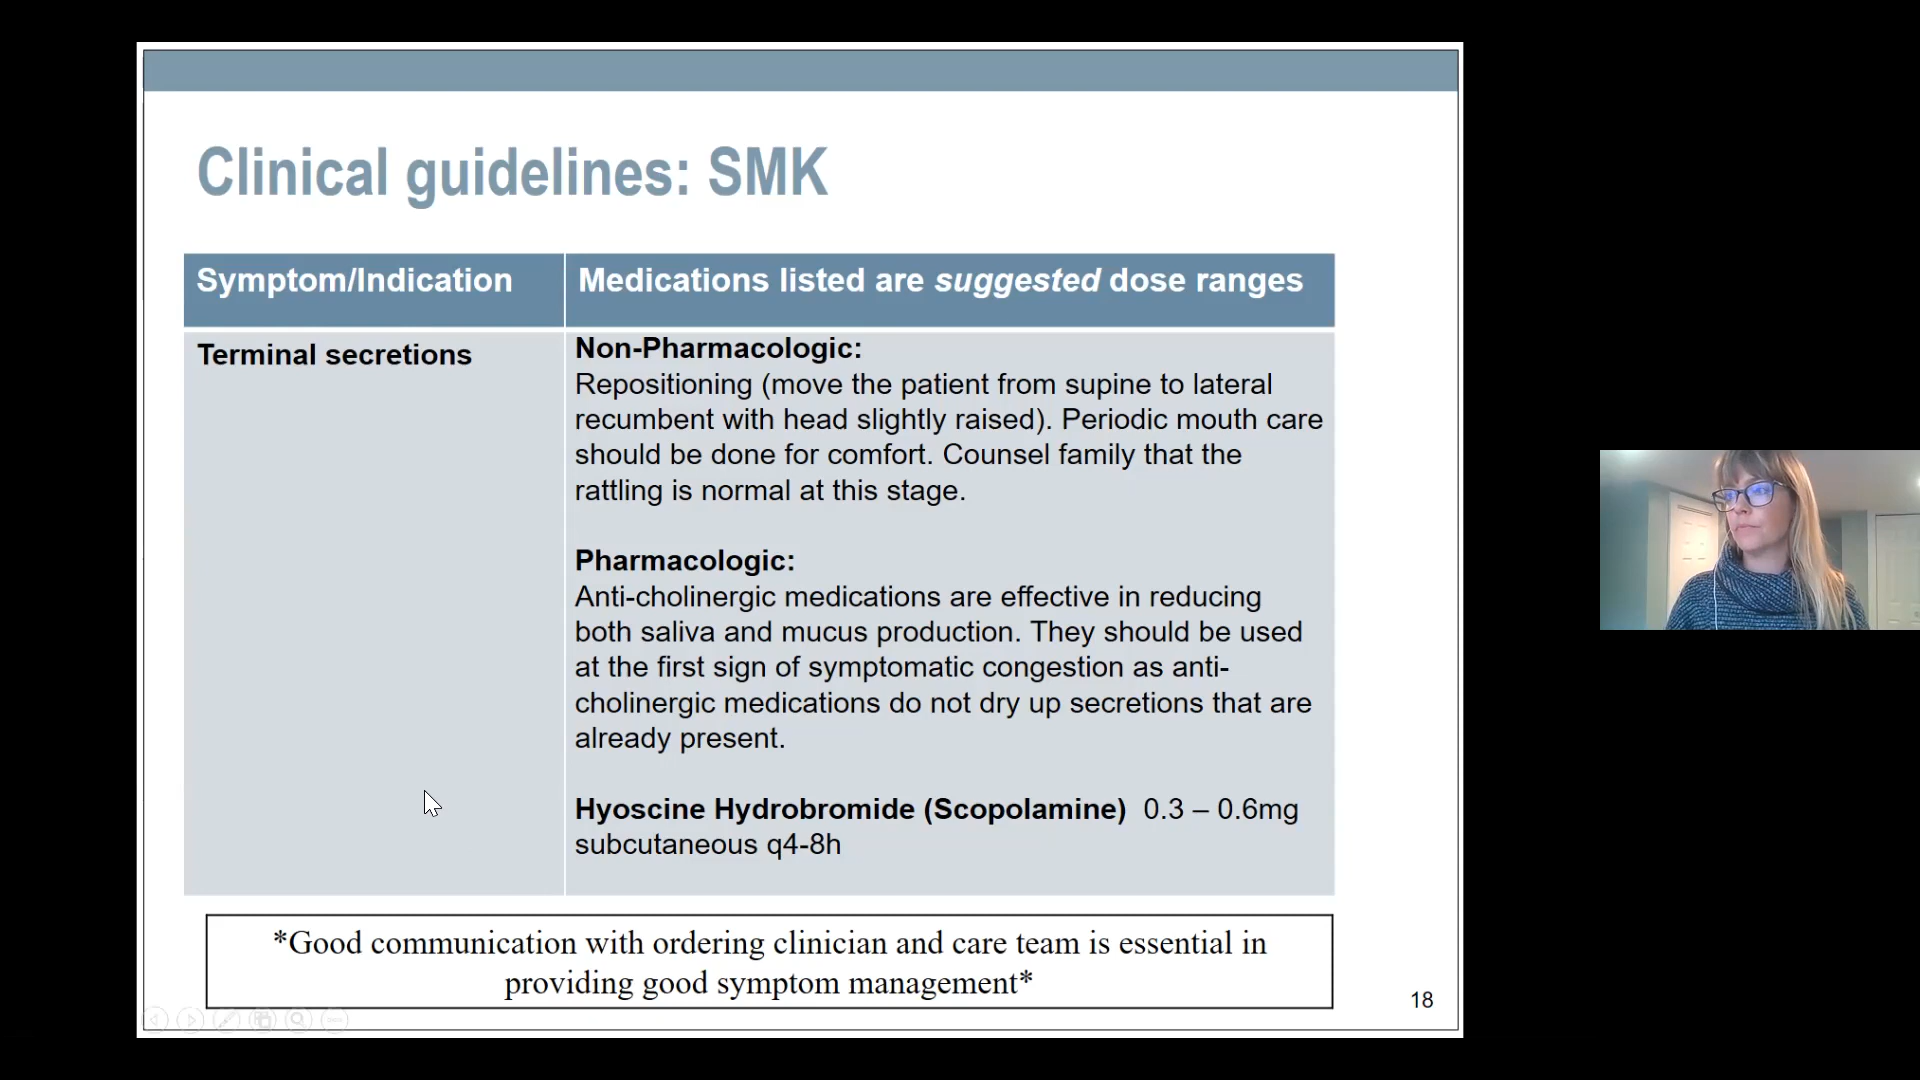 Clinical guidelines: SMK
Symptom/Indication
Medications listed are suggested dose ranges
Terminal secretions
Non-Pharmacologic:
Repositioning (move the patient from supine to lateral
recumbent with head slightly raised). Periodic mouth care
should be done for comfort. Counsel family that the
rattling is normal at this stage.
Pharmacologic:
Anti-cholinergic medications are effective in reducing
both saliva and mucus production. They should be used
at the first sign of symptomatic congestion as anti-
cholinergic medications do not dry up secretions that are
already present.
Hyoscine Hydrobromide (Scopolamine) 0.3 – 0.6mg
subcutaneous q4-8h
*Good communication with ordering clinician and care team is essential in
providing good symptom management*
18